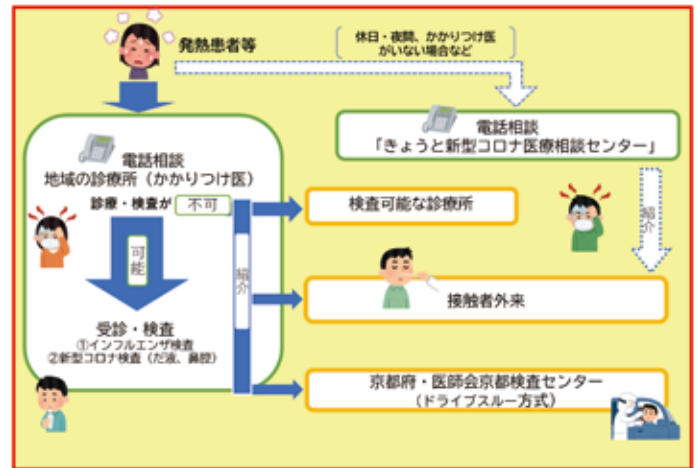 発熱患者等
休日・夜間、かかりつけ医
がいない場合など
電話相談
「きょうと新型コロナ医療相談センター」
電話相談
地域の診療所（かかりつけ医）
診療・検査が 不可
可能
紹介
受診・検査
①インフルエンザ検査
②新型コロナ検査（だ液、鼻腔）
検査可能な診療所
紹介
接触者外来
京都府・医師会京都検査センター
（ドライブスルー方式）